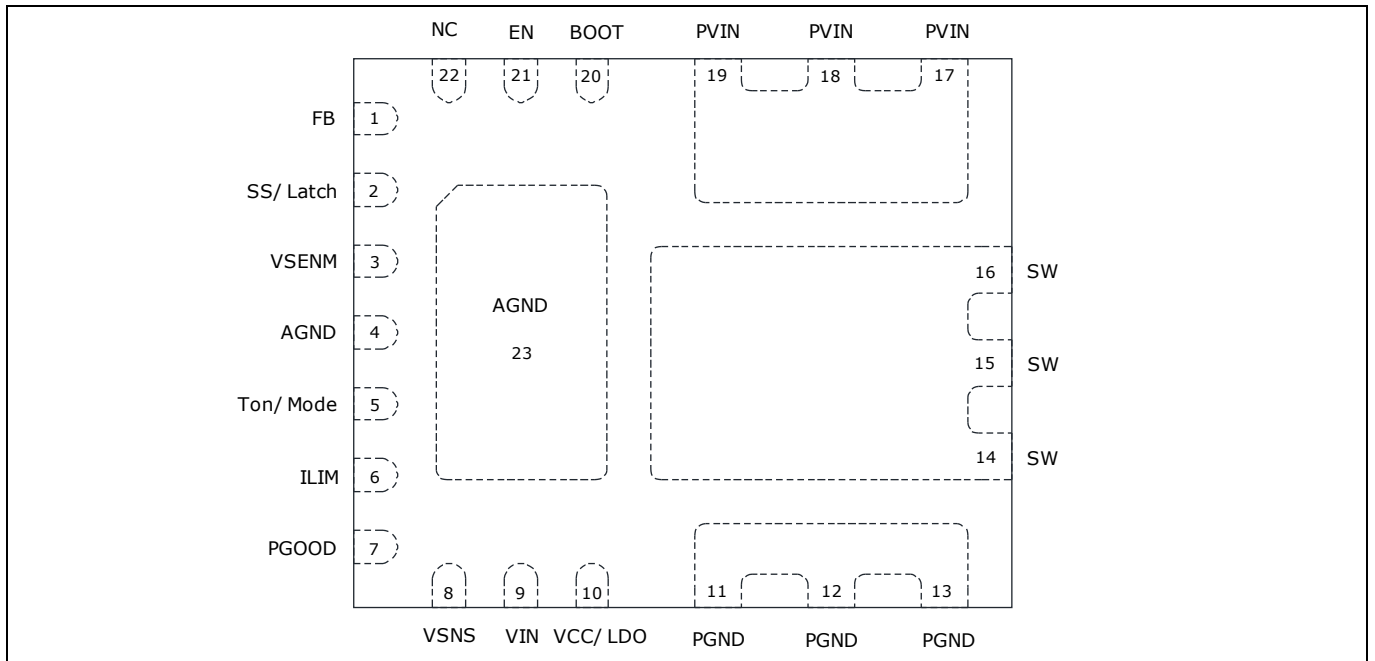 NC EN BOOT PVIN PVIN PVIN
22 21 20 19 18 17
FB 1
SS/ Latch 2
VSENM 3
16 SW
AGND
AGND 4
23
15 SW
Ton/ Mode 5
14 SW
ILIM 6
PGOOD 7
8 9 10 11 12 13
VSNS VIN VCC/ LDO PGND PGND PGND